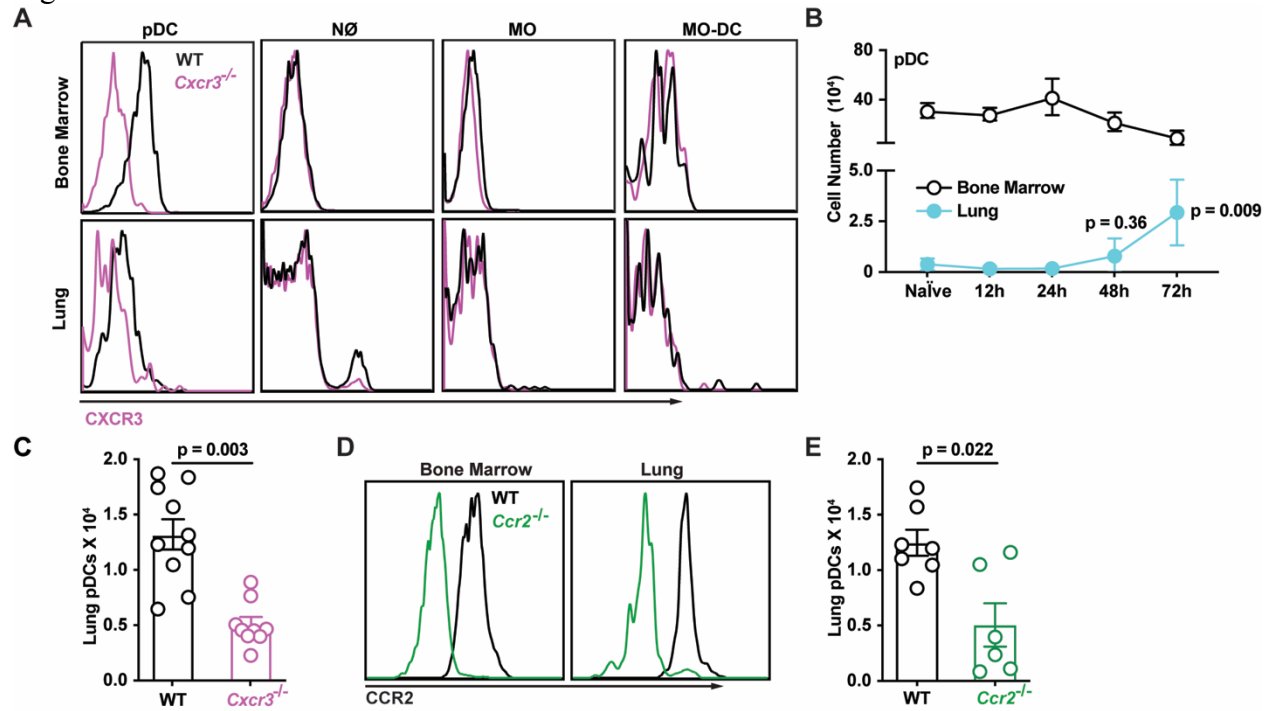 A
pDC
NØ
MO
MO-DC
WT
Cxcr3-/-
Bone Marrow
Lung
CXCR3
B
pDC
Cell Number (10⁴)
80
40
5.0
2.5
0
Bone Marrow
Lung
p = 0.36
p = 0.009
NaÏve
12h
24h
48h
72h
C
p = 0.003
Lung pDCs X 10⁴
2.0
1.5
1.0
0.5
0.0
WT
Cxcr3-/-
D
Bone Marrow
Lung
WT
Ccr2-/-
CCR2
E
p = 0.022
Lung pDCs X 10⁴
2.0
1.5
1.0
0.5
0.0
WT
Ccr2-/-